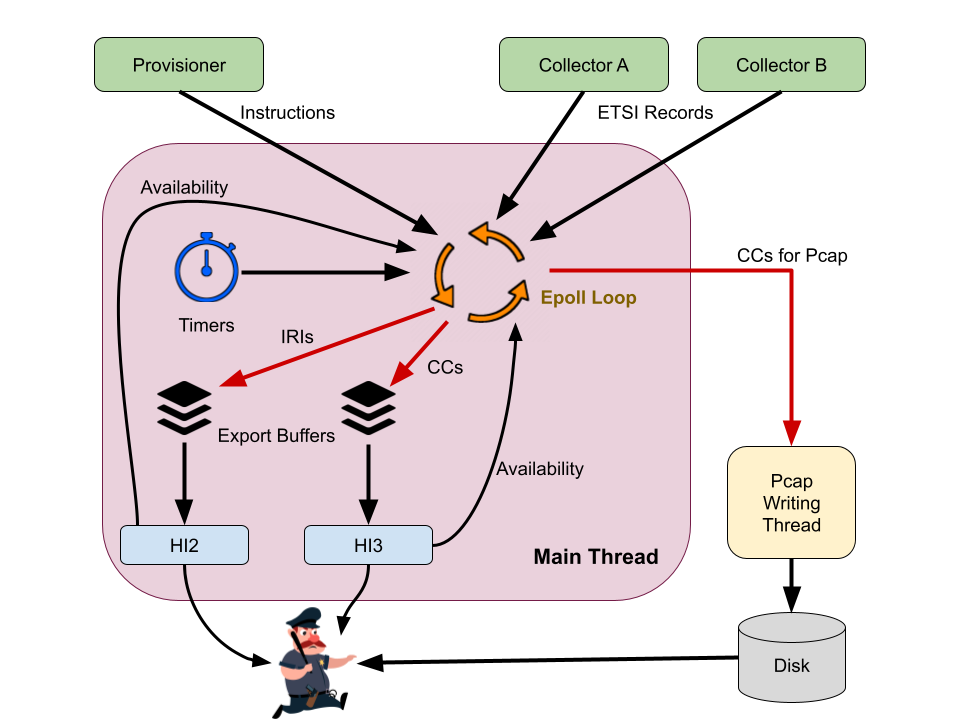 Provisioner
Collector A
Collector B
Instructions
ETSI Records
Availability
CCs for Pcap
Epoll Loop
Timers
IRIs
CCs
Export Buffers
Availability
Pcap
Writing
Thread
HI2
HI3
Main Thread
Disk